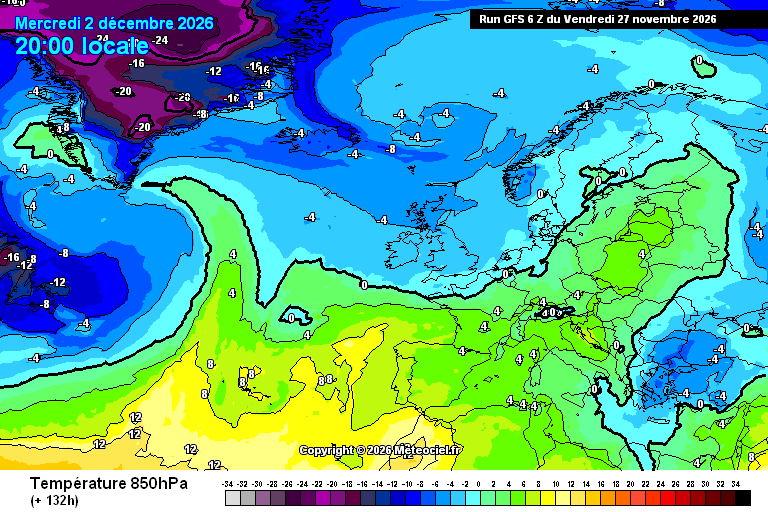 Mercredi 2 décembre 2026
20:00 locale
Run GFS 6 Z du Vendredi 27 novembre 2026
Copyright © 2026 Meteociel.fr
Température 850hPa
(+ 132h)
-34 -32 -30 -28 -26 -24 -22 -20 -18 -16 -14 -12 -10 -8 -6 -4 -2 0 2 4 6 8 10 12 14 16 18 20 22 24 26 28 30 32 34